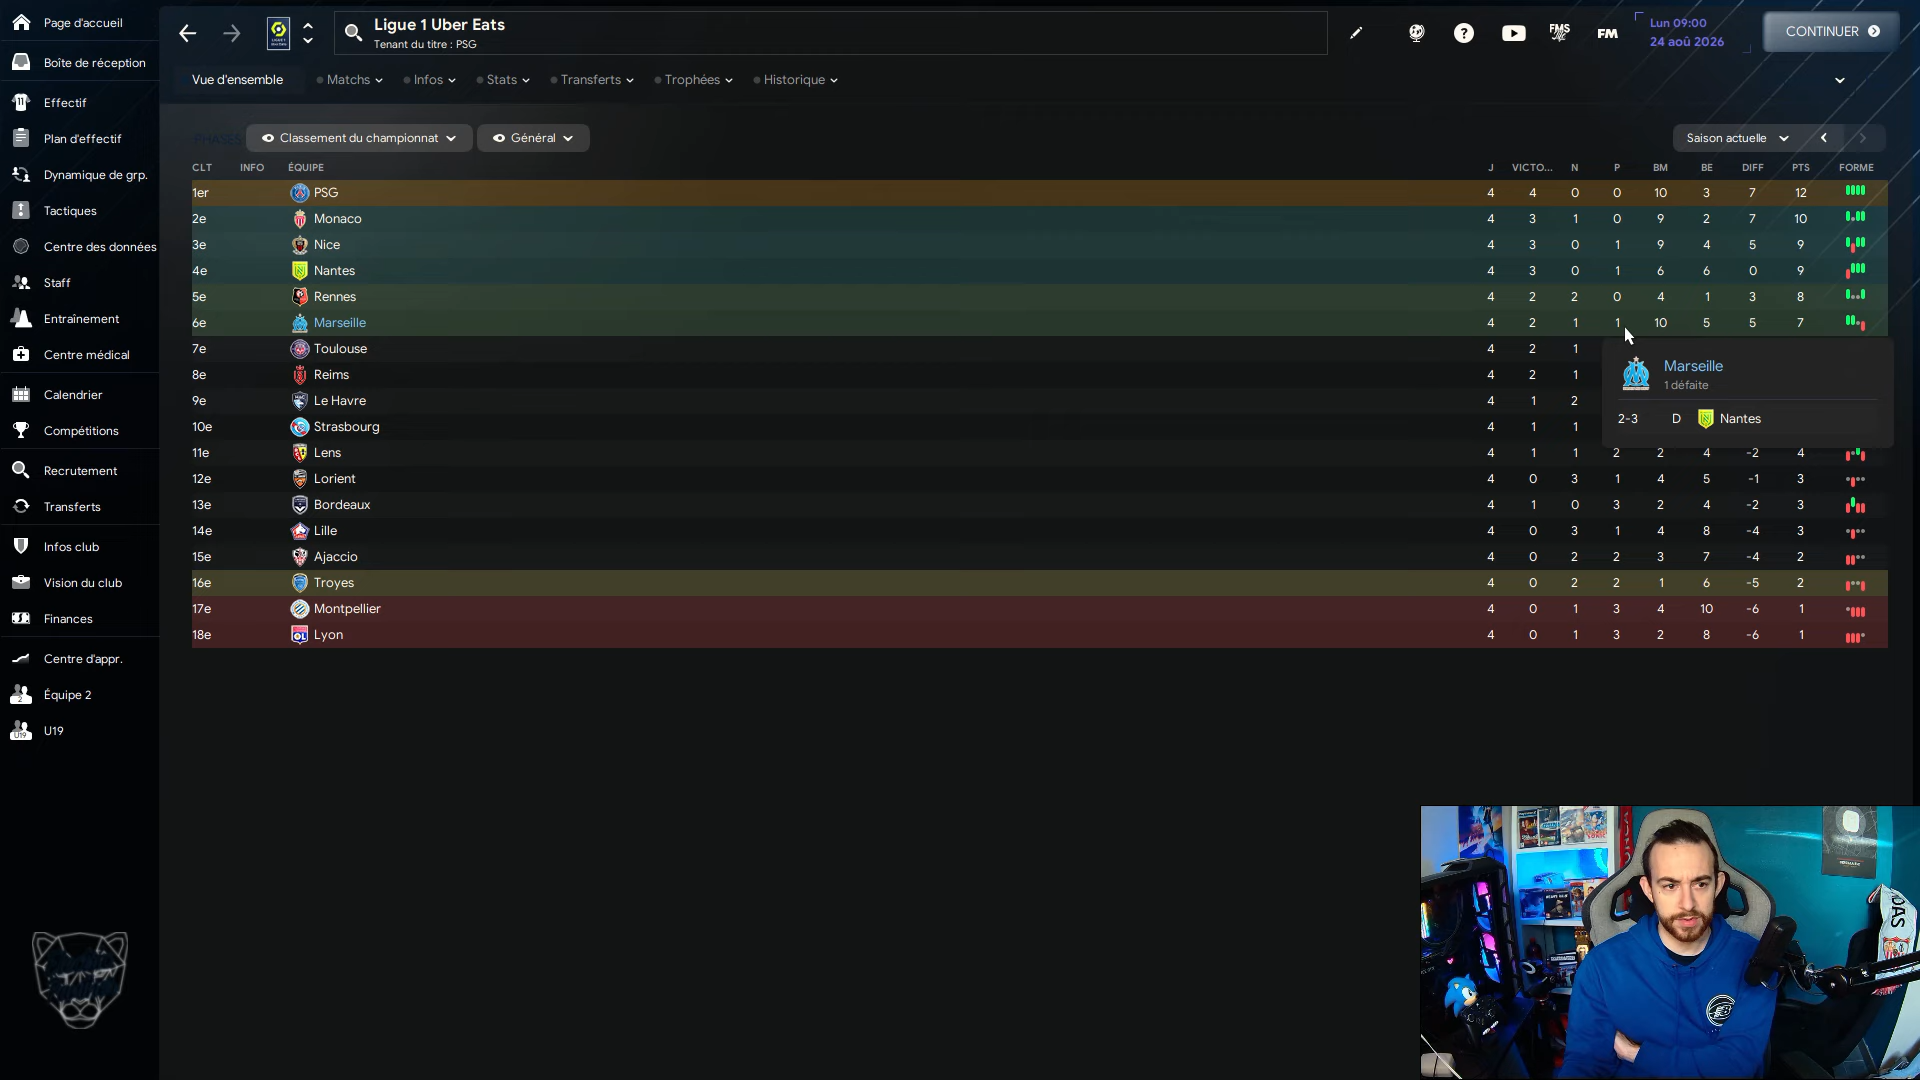 Page d'accueil
Boîte de réception
Effectif
Plan d'effectif
Dynamique de grp.
Tactiques
Centre des données
Staff
Entraînement
Centre médical
Calendrier
Compétitions
Recrutement
Transferts
Infos club
Vision du club
Finances
Centre d'appr.
Équipe 2
U19
Ligue 1 Uber Eats
Tenant du titre : PSG
FMS
FM
Lun 09:00
24 aoû 2026
CONTINUER
Vue d'ensemble Matchs Infos Stats Transferts Trophées Historique
PHASES Classement du championnat Général Saison actuelle
CLT INFO ÉQUIPE J VICTO... N P BM BE DIFF PTS FORME
1er PSG 4 4 0 0 10 3 7 12
2e Monaco 4 3 1 0 9 2 7 10
3e Nice 4 3 0 1 9 4 5 9
4e Nantes 4 3 0 1 6 6 0 9
5e Rennes 4 2 2 0 4 1 3 8
6e Marseille 4 2 1 1 10 5 5 7
7e Toulouse 4 2 1
8e Reims 4 2 1
9e Le Havre 4 1 2
10e Strasbourg 4 1 1
11e Lens 4 1 1 2 2 4 -2 4
12e Lorient 4 0 3 1 4 5 -1 3
13e Bordeaux 4 1 0 3 2 4 -2 3
14e Lille 4 0 3 1 4 8 -4 3
15e Ajaccio 4 0 2 2 3 7 -4 2
16e Troyes 4 0 2 2 1 6 -5 2
17e Montpellier 4 0 1 3 4 10 -6 1
18e Lyon 4 0 1 3 2 8 -6 1
Marseille
1 défaite
2-3 D Nantes